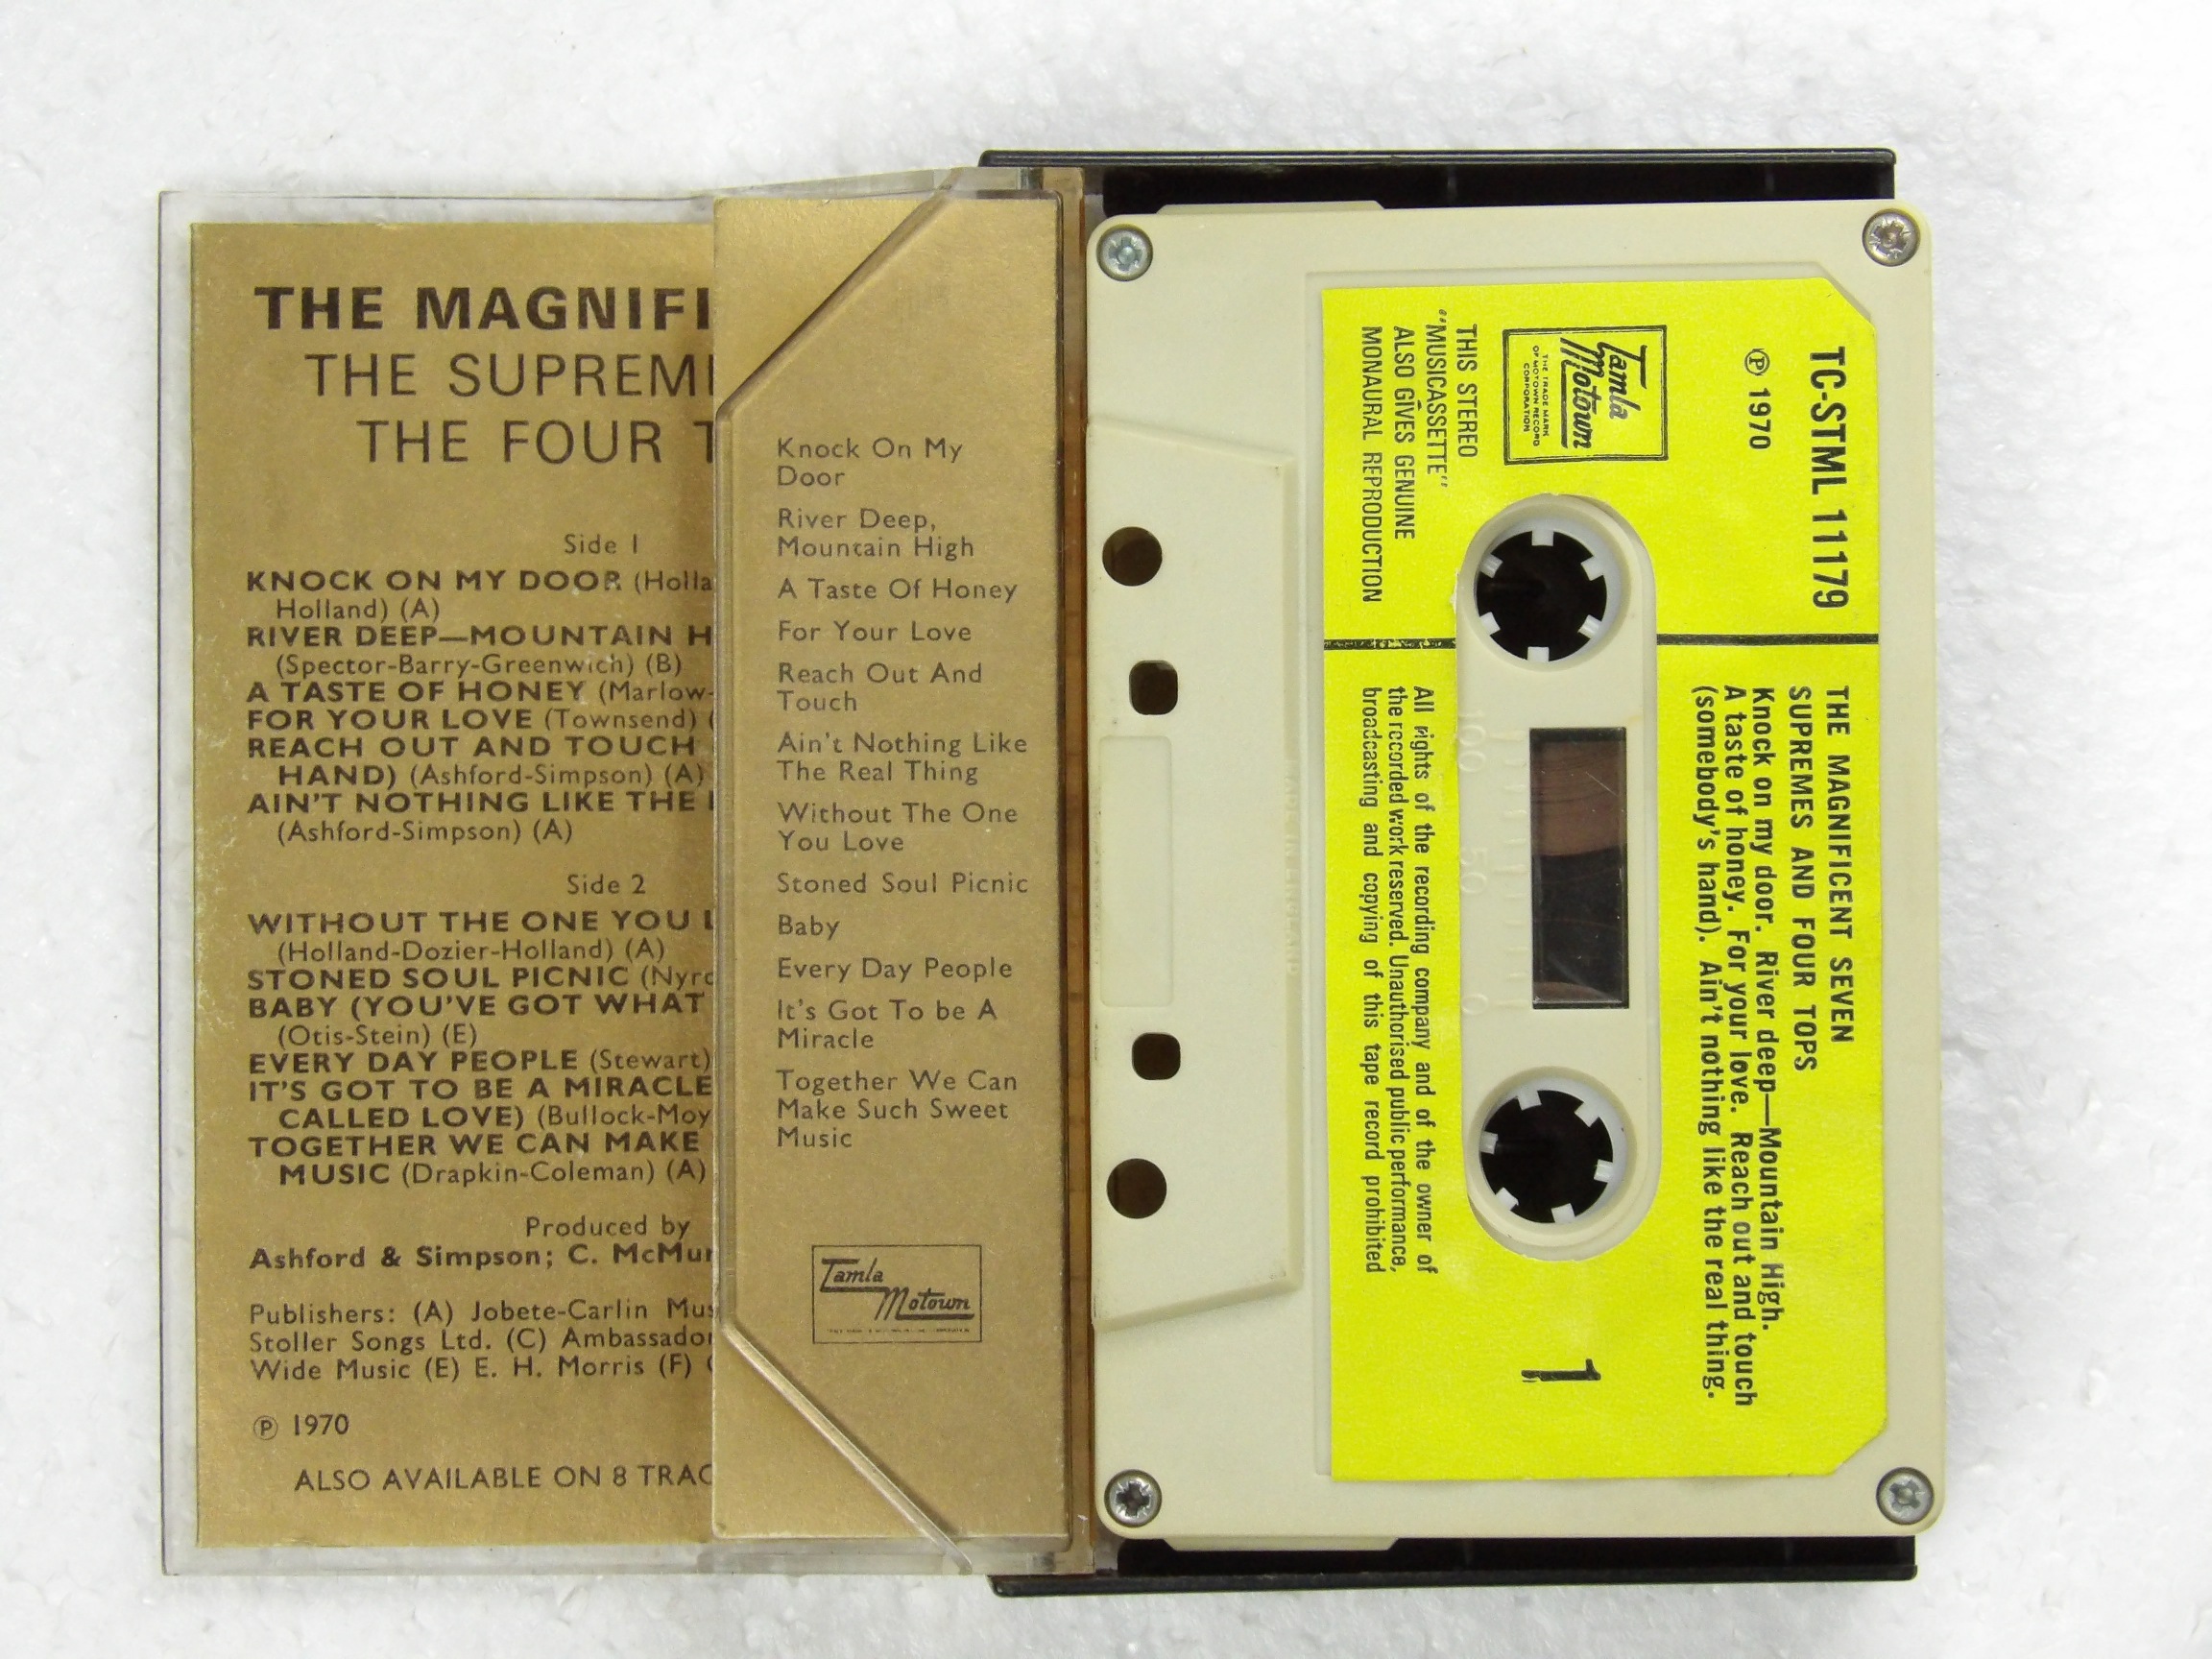 THE MAGNIFI
THE SUPREM
THE FOUR T
Side 1
KNOCK ON MY DOOR (Holla
Holland) (A)
RIVER DEEP—MOUNTAIN H
(Spector-Barry-Greenwich) (B)
A TASTE OF HONEY (Marlow-
FOR YOUR LOVE (Townsend) (
REACH OUT AND TOUCH
HAND) (Ashford-Simpson) (A)
AIN'T NOTHING LIKE THE
(Ashford-Simpson) (A)
Side 2
WITHOUT THE ONE YOU L
(Holland-Dozier-Holland) (A)
STONED SOUL PICNIC (Nyro
BABY (YOU'VE GOT WHAT
(Otis-Stein) (E)
EVERY DAY PEOPLE (Stewart)
IT'S GOT TO BE A MIRACLE
CALLED LOVE) (Bullock-Moy
TOGETHER WE CAN MAKE
MUSIC (Drapkin-Coleman) (A)
Produced by
Ashford & Simpson; C. McMur
Publishers: (A) Jobete-Carlin Mus
Stoller Songs Ltd. (C) Ambassador
Wide Music (E) E. H. Morris (F)
Ⓟ 1970
ALSO AVAILABLE ON 8 TRAC
Knock On My
Door
River Deep,
Mountain High
A Taste Of Honey
For Your Love
Reach Out And
Touch
Ain't Nothing Like
The Real Thing
Without The One
You Love
Stoned Soul Picnic
Baby
Every Day People
It's Got To be A
Miracle
Together We Can
Make Such Sweet
Music
Tamla
Motown
TC-STML 11179
Ⓟ 1970
Tamla
Motown
THE TRADE MARK
OF MOTOWN RECORD
CORPORATION
THIS STEREO
"MUSICASSETTE"
ALSO GIVES GENUINE
MONAURAL REPRODUCTION
THE MAGNIFICENT SEVEN
SUPREMES AND FOUR TOPS
Knock on my door. River deep—Mountain High.
A taste of honey. For your love. Reach out and touch
(somebody's hand). Ain't nothing like the real thing.
1
100 50 0
All rights of the recording company and of the owner of
the recorded work reserved. Unauthorised public performance,
broadcasting and copying of this tape record prohibited